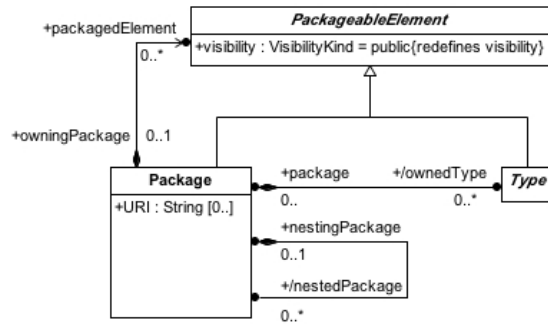 PackageableElement
+packagedElement
+visibility : VisibilityKind = public{redefines visibility}
0..*
+owningPackage 0..1
Package
+package +/ownedType
Type
+URI : String [0..]
0.. 0..*
+nestingPackage
0..1
+/nestedPackage
0..*